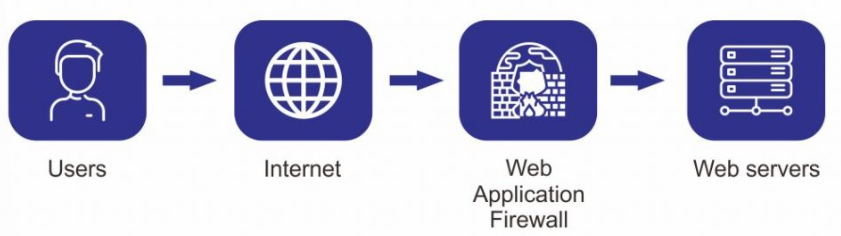 Users
Internet
Web
Application
Firewall
Web servers